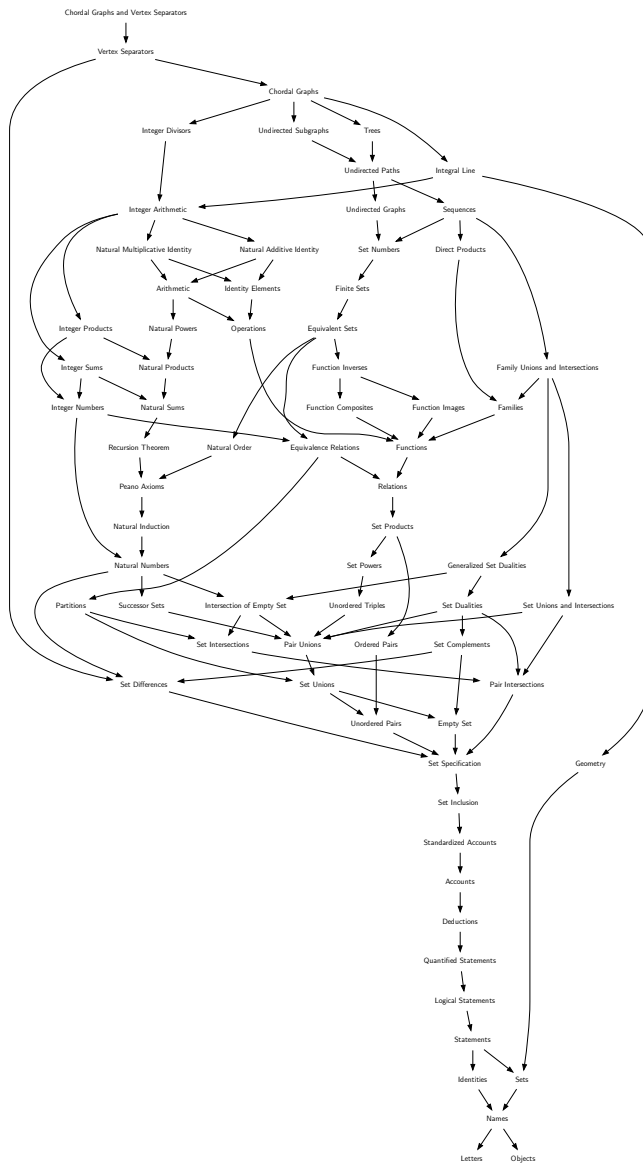 Chordal Graphs and Vertex Separators
Vertex Separators
Chordal Graphs
Integer Divisors
Undirected Subgraphs
Trees
Undirected Paths
Integral Line
Integer Arithmetic
Undirected Graphs
Sequences
Natural Multiplicative Identity
Natural Additive Identity
Set Numbers
Direct Products
Arithmetic
Identity Elements
Finite Sets
Integer Products
Natural Powers
Operations
Equivalent Sets
Integer Sums
Natural Products
Function Inverses
Family Unions and Intersections
Integer Numbers
Natural Sums
Function Composites
Function Images
Families
Recursion Theorem
Natural Order
Equivalence Relations
Functions
Peano Axioms
Relations
Natural Induction
Set Products
Natural Numbers
Set Powers
Generalized Set Dualities
Partitions
Successor Sets
Intersection of Empty Set
Unordered Triples
Set Dualities
Set Unions and Intersections
Set Intersections
Pair Unions
Ordered Pairs
Set Complements
Set Differences
Set Unions
Pair Intersections
Unordered Pairs
Empty Set
Set Specification
Geometry
Set Inclusion
Standardized Accounts
Accounts
Deductions
Quantified Statements
Logical Statements
Statements
Identities
Sets
Names
Letters
Objects